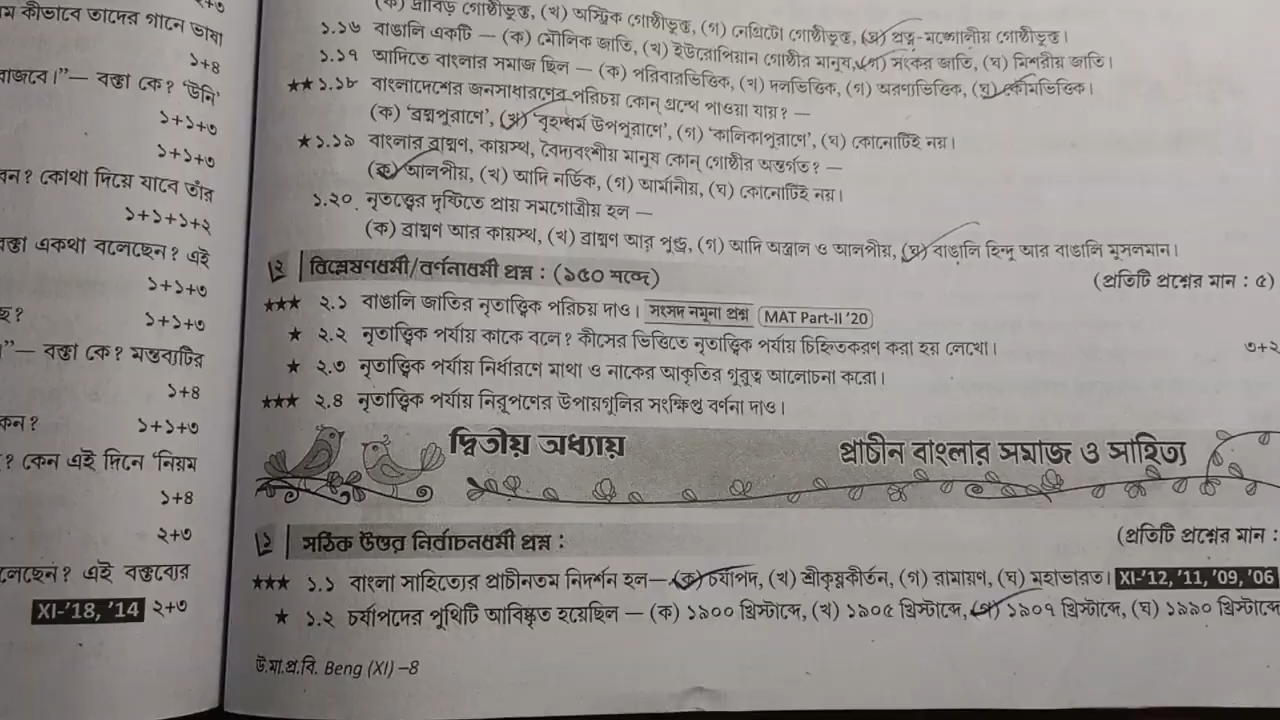 ২+৩
ম কীভাবে তাদের গানে ভাষা
১+৪
বাজবে।”— বক্তা কে? ‘উনি’
১+১+৩
১+১+৩
বন? কোথা দিয়ে যাবে তাঁর
১+১+১+২
বক্তা একথা বলেছেন? এই
১+১+৩
১+১+৩
।”— বক্তা কে? মন্তব্যটির
১+৪
কেন? ১+১+৩
? কেন এই দিনে ‘নিয়ম
১+৪
২+৩
লেছেন? এই বক্তব্যের
XI-’18, ’14 ২+৩
(ক) দ্রাবিড় গোষ্ঠীভুক্ত, (খ) অস্ট্রিক গোষ্ঠীভুক্ত, (গ) নেগ্রিটো গোষ্ঠীভুক্ত, (ঘ) প্রত্ন-মঙ্গোলীয় গোষ্ঠীভুক্ত।
১.১৬ বাঙালি একটি — (ক) মৌলিক জাতি, (খ) ইউরোপিয়ান গোষ্ঠীর মানুষ, (গ) সংকর জাতি, (ঘ) মিশরীয় জাতি।
১.১৭ আদিতে বাংলার সমাজ ছিল — (ক) পরিবারভিত্তিক, (খ) দলভিত্তিক, (গ) অরণ্যভিত্তিক, (ঘ) কৌমভিত্তিক।
★★ ১.১৮ বাংলাদেশের জনসাধারণের পরিচয় কোন্ গ্রন্থে পাওয়া যায়? —
(ক) ‘ব্রহ্মপুরাণে’, (খ) ‘বৃহদ্ধর্ম উপপুরাণে’, (গ) ‘কালিকাপুরাণে’, (ঘ) কোনোটিই নয়।
★ ১.১৯ বাংলার ব্রাহ্মণ, কায়স্থ, বৈদ্যবংশীয় মানুষ কোন্ গোষ্ঠীর অন্তর্গত? —
(ক) আলপীয়, (খ) আদি নর্ডিক, (গ) আর্মানীয়, (ঘ) কোনোটিই নয়।
১.২০ নৃতত্ত্বের দৃষ্টিতে প্রায় সমগোত্রীয় হল —
(ক) ব্রাহ্মণ আর কায়স্থ, (খ) ব্রাহ্মণ আর পুণ্ড্র, (গ) আদি অস্ত্রাল ও আলপীয়, (ঘ) বাঙালি হিন্দু আর বাঙালি মুসলমান।
২ বিশ্লেষণধর্মী/বর্ণনাধর্মী প্রশ্ন : (১৫০ শব্দে) (প্রতিটি প্রশ্নের মান : ৫)
★★★ ২.১ বাঙালি জাতির নৃতাত্ত্বিক পরিচয় দাও। সংসদ নমুনা প্রশ্ন MAT Part-II ’20
★ ২.২ নৃতাত্ত্বিক পর্যায় কাকে বলে? কীসের ভিত্তিতে নৃতাত্ত্বিক পর্যায় চিহ্নিতকরণ করা হয় লেখো। ৩+২
★ ২.৩ নৃতাত্ত্বিক পর্যায় নির্ধারণে মাথা ও নাকের আকৃতির গুরুত্ব আলোচনা করো।
★★★ ২.৪ নৃতাত্ত্বিক পর্যায় নিরূপণের উপায়গুলির সংক্ষিপ্ত বর্ণনা দাও।
দ্বিতীয় অধ্যায় প্রাচীন বাংলার সমাজ ও সাহিত্য
১ সঠিক উত্তর নির্বাচনধর্মী প্রশ্ন : (প্রতিটি প্রশ্নের মান :
★★★ ১.১ বাংলা সাহিত্যের প্রাচীনতম নিদর্শন হল— (ক) চর্যাপদ, (খ) শ্রীকৃষ্ণকীর্তন, (গ) রামায়ণ, (ঘ) মহাভারত। XI-’12, ’11, ’09, ’06
★ ১.২ চর্যাপদের পুথিটি আবিষ্কৃত হয়েছিল — (ক) ১৯০০ খ্রিস্টাব্দে, (খ) ১৯০৫ খ্রিস্টাব্দে, (গ) ১৯০৭ খ্রিস্টাব্দে, (ঘ) ১৯৯০ খ্রিস্টাব্দে
উ.মা.প্র.বি. Beng (XI) –8